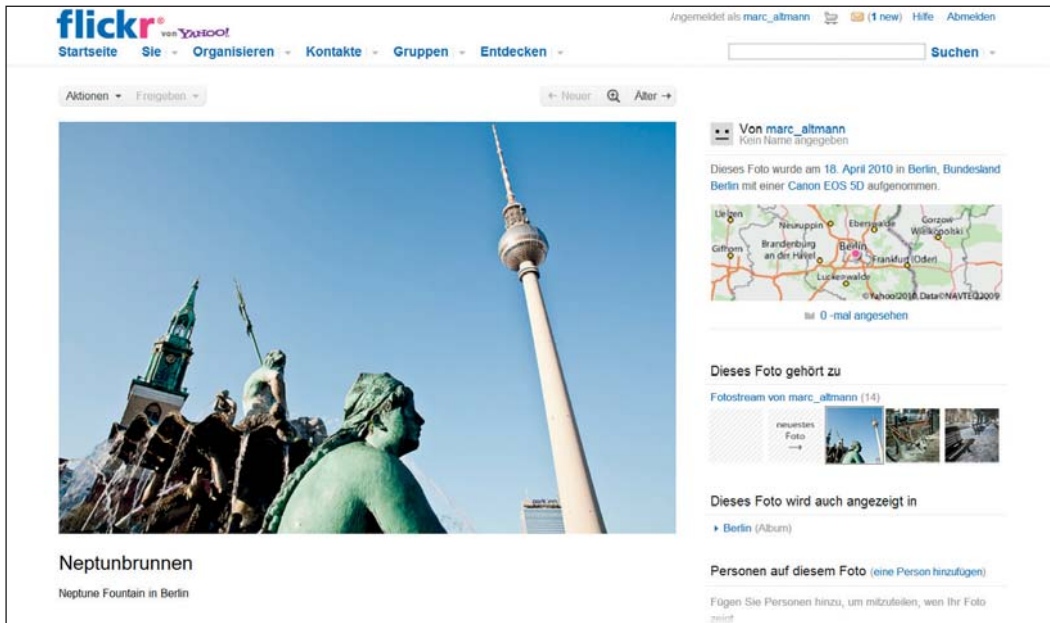 flickr von YAHOO!
Angemeldet als marc_altmann (1 new) Hilfe Abmelden
Startseite Sie Organisieren Kontakte Gruppen Entdecken
Suchen
Aktionen Freigeben
← Neuer Älter →
park inn
Neptunbrunnen
Neptune Fountain in Berlin
Von marc_altmann
Kein Name angegeben
Dieses Foto wurde am 18. April 2010 in Berlin, Bundesland
Berlin mit einer Canon EOS 5D aufgenommen.
Uelzen
Neuruppin
Eberswalde
Gorzow
Wielkopolski
Gifhorn
Brandenburg
an der Havel
Berlin
Frankfurt (Oder)
Luckenwalde
©Yahoo!2010,Data©NAVTEQ2009
0 -mal angesehen
Dieses Foto gehört zu
Fotostream von marc_altmann (14)
neuestes
Foto
→
Dieses Foto wird auch angezeigt in
Berlin (Album)
Personen auf diesem Foto (eine Person hinzufügen)
Fügen Sie Personen hinzu, um mitzuteilen, wen Ihr Foto
zeigt